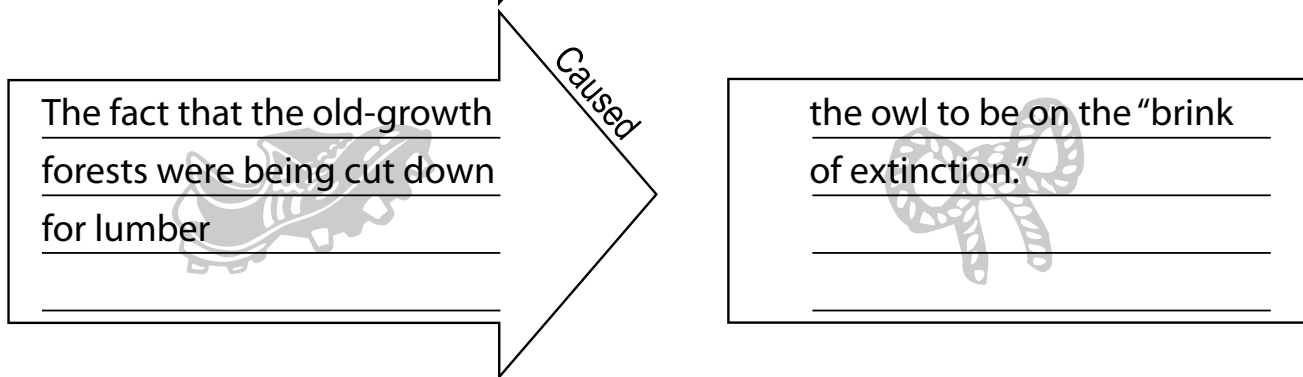 The fact that the old-growth
forests were being cut down
for lumber
Caused
the owl to be on the “brink
of extinction.”